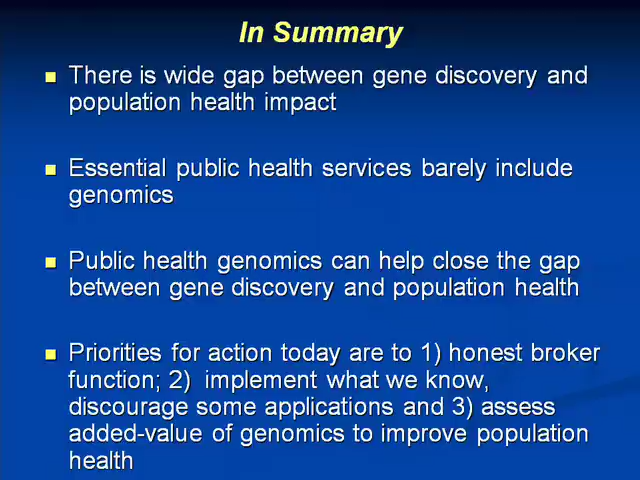 In Summary
There is wide gap between gene discovery and
population health impact
Essential public health services barely include
genomics
Public health genomics can help close the gap
between gene discovery and population health
Priorities for action today are to 1) honest broker
function; 2)  implement what we know,
discourage some applications and 3) assess
added-value of genomics to improve population
health